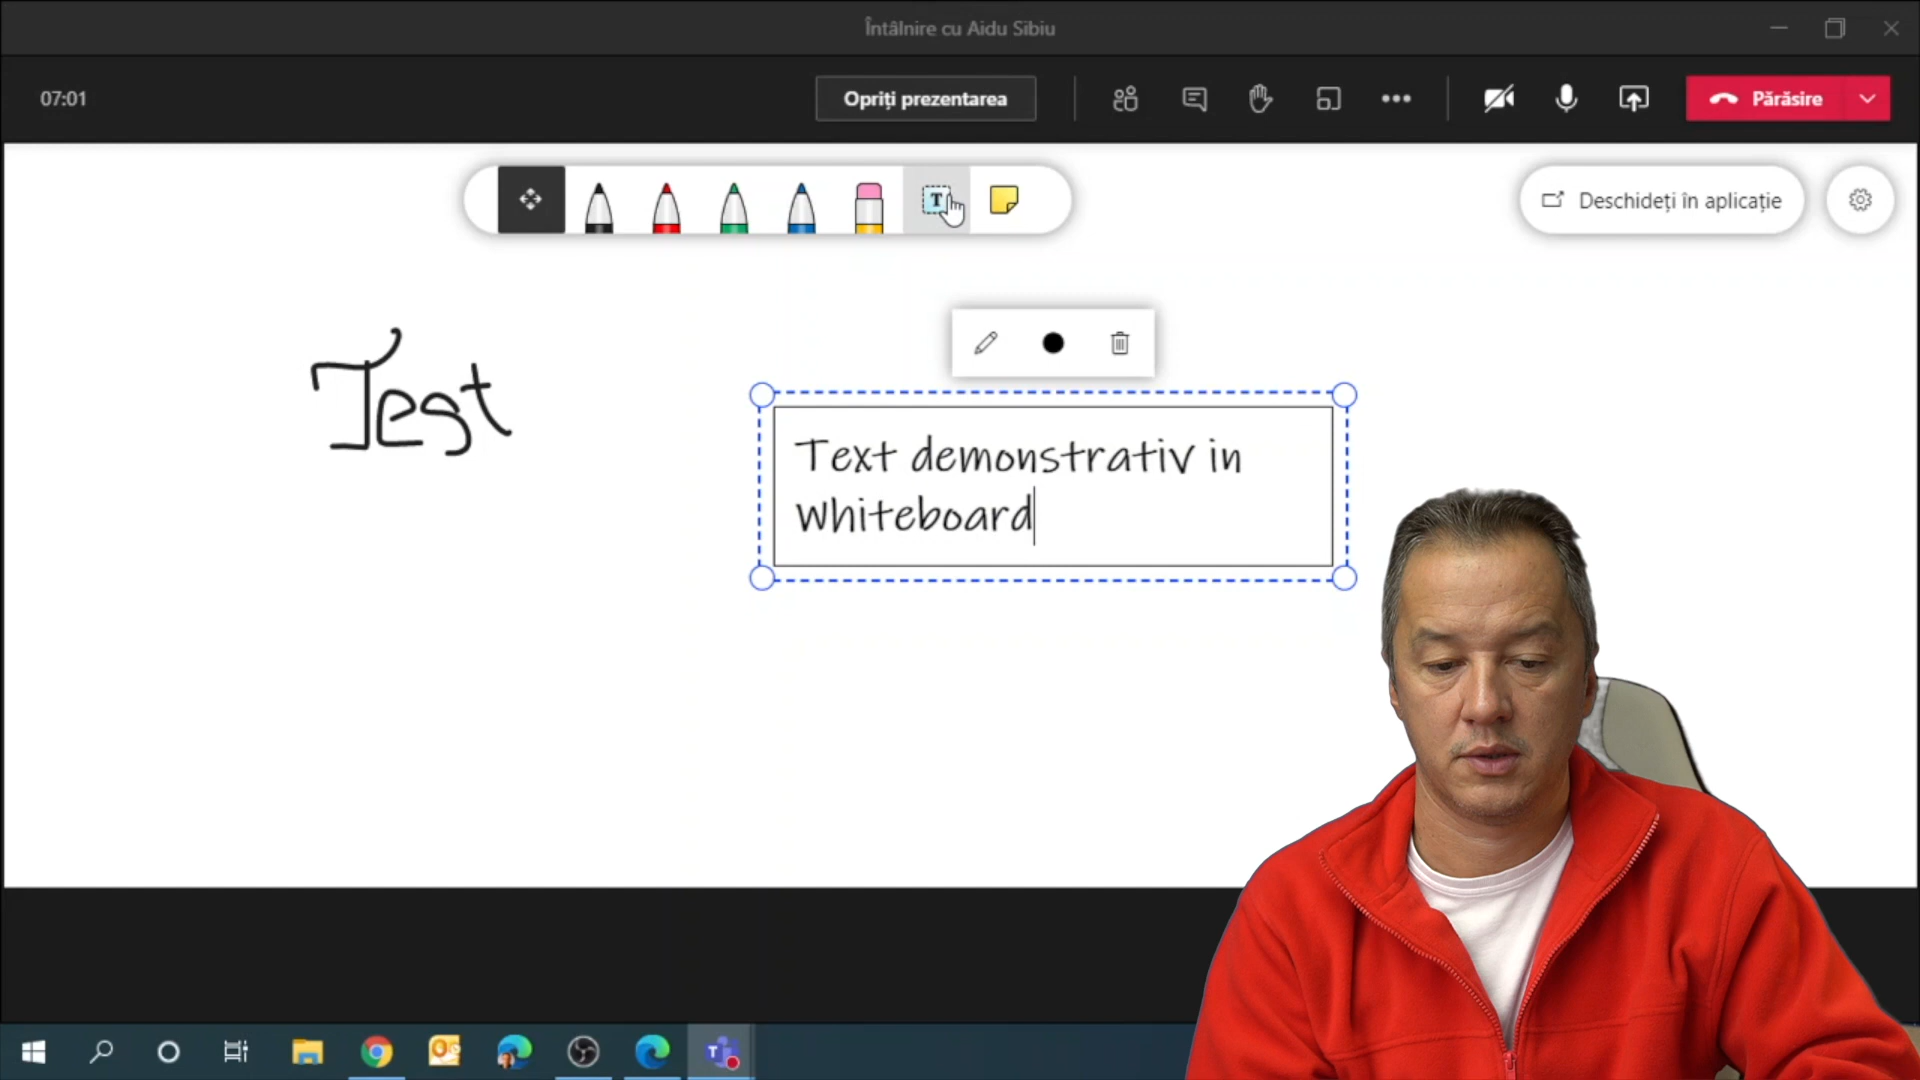 Întâlnire cu Aidu Sibiu
07:01
Opriți prezentarea
Părăsire
T
Deschideți în aplicație
Test
Text demonstrativ in
whiteboard